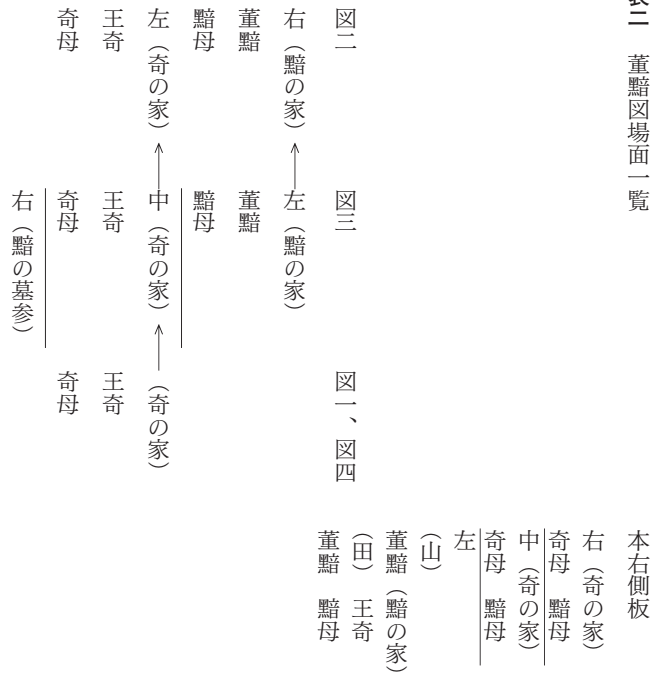 表二　董黯図場面一覧
図二
右（黯の家）
董黯
黯母
左（奇の家）
王奇
奇母
図三
左（黯の家）
董黯
黯母
中（奇の家）
王奇
奇母
右（黯の墓参）
図一、図四
（奇の家）
王奇
奇母
本右側板
右（奇の家）
奇母　黯母
中（奇の家）
奇母　黯母
左
（山）
董黯（黯の家）
（田）　王奇
董黯　黯母